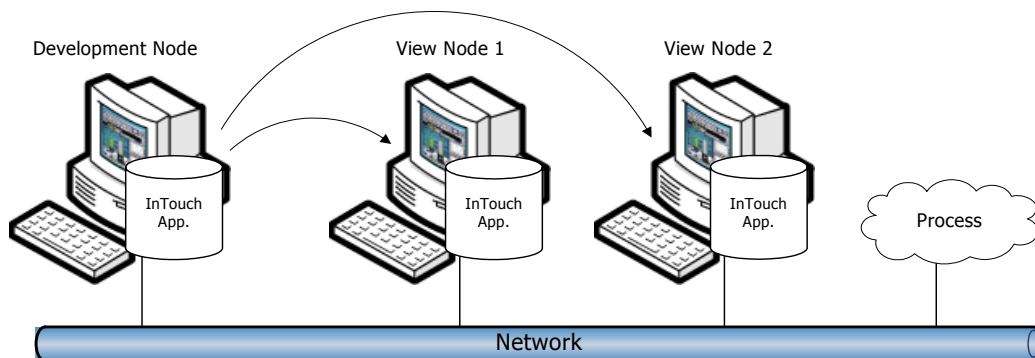 Development Node
View Node 1
View Node 2
InTouch
App.
InTouch
App.
InTouch
App.
Process
Network